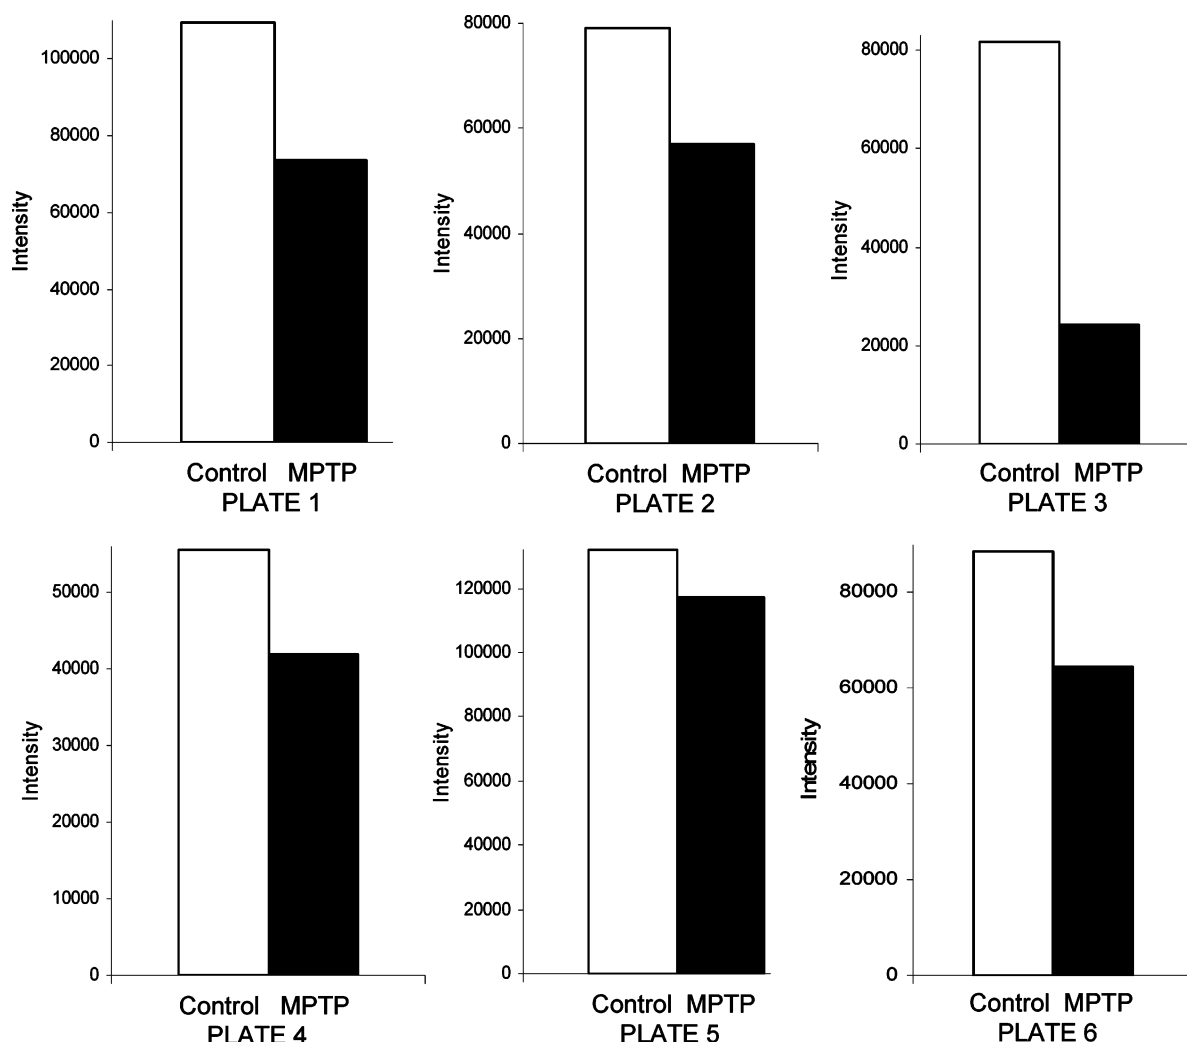 Intensity
100000
80000
60000
40000
20000
0
Control MPTP
PLATE 1
Intensity
80000
60000
40000
20000
0
Control MPTP
PLATE 2
Intensity
80000
60000
40000
20000
0
Control MPTP
PLATE 3
Intensity
50000
40000
30000
20000
10000
0
Control MPTP
PLATE 4
Intensity
120000
100000
80000
60000
40000
20000
0
Control MPTP
PLATE 5
Intensity
80000
60000
40000
20000
0
Control MPTP
PLATE 6